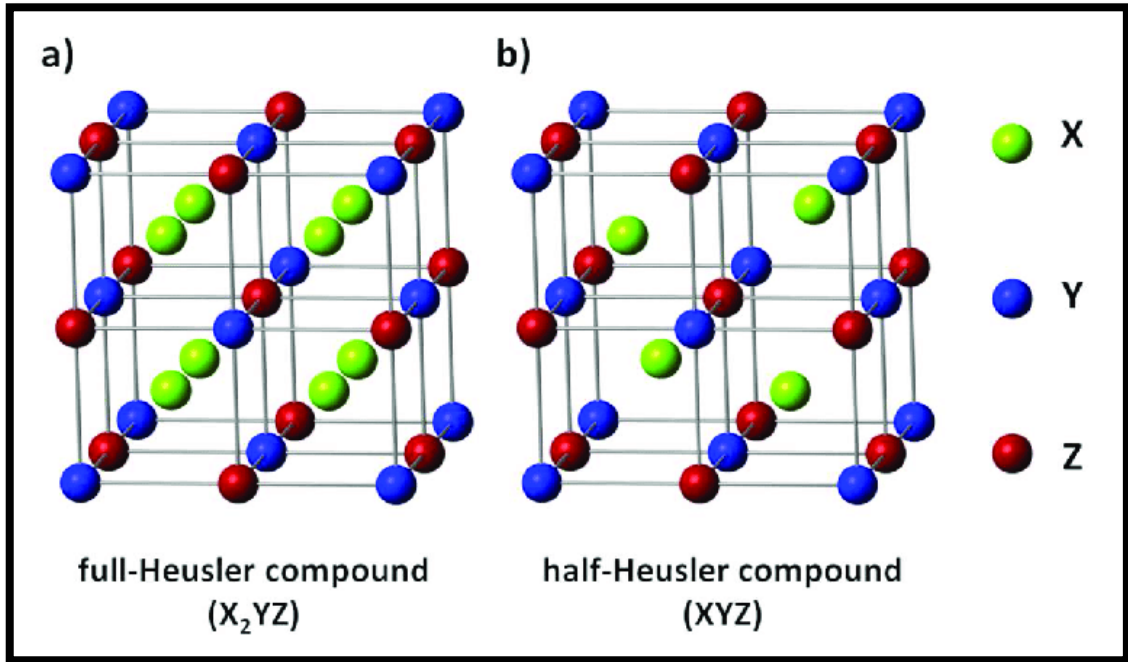 a)
b)
X
Y
Z
full-Heusler compound
(X₂YZ)
half-Heusler compound
(XYZ)